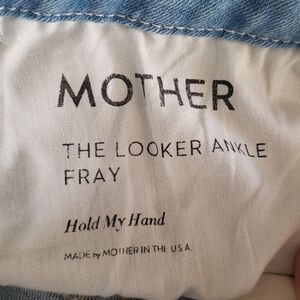 MOTHER
THE LOOKER ANKLE
FRAY
Hold My Hand
MADE by MOTHER IN THE U.S.A.